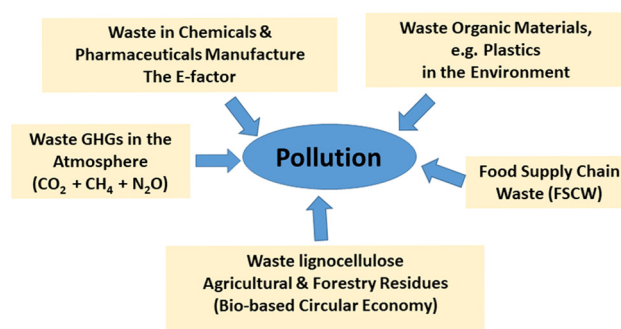 Waste in Chemicals &
Pharmaceuticals Manufacture
The E-factor
Waste Organic Materials,
e.g. Plastics
in the Environment
Waste GHGs in the
Atmosphere
(CO₂ + CH₄ + N₂O)
Pollution
Food Supply Chain
Waste (FSCW)
Waste lignocellulose
Agricultural & Forestry Residues
(Bio-based Circular Economy)